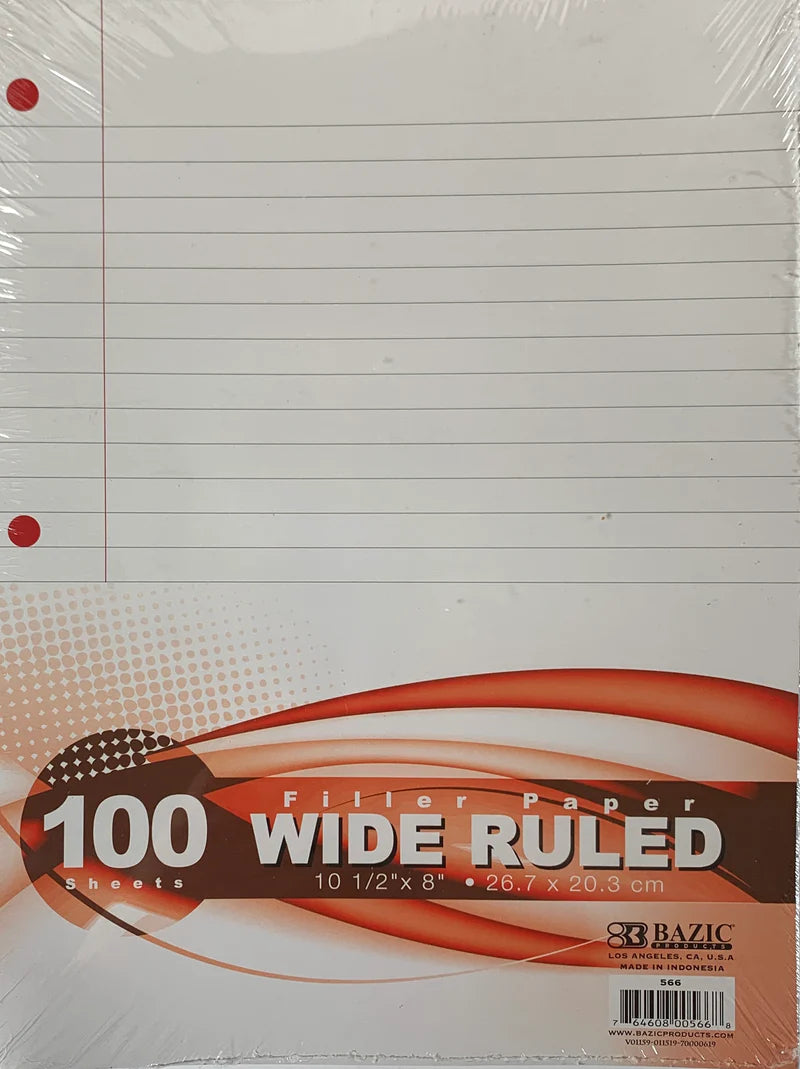 Filler Paper
100 WIDE RULED
Sheets 10 1/2"x 8" • 26.7 x 20.3 cm
BAZIC™
PRODUCTS
LOS ANGELES, CA, U.S.A
MADE IN INDONESIA
566
7 64608 00566 8
WWW.BAZICPRODUCTS.COM
V01159-011519-70000619